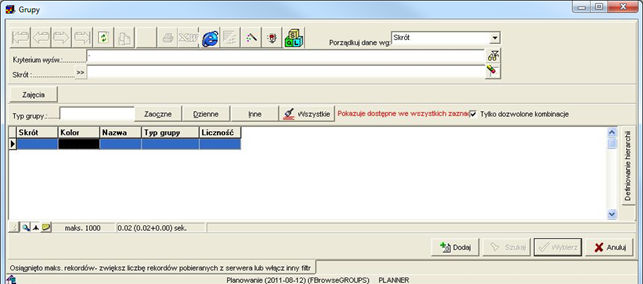 Grupy
Porządkuj dane wg: Skrót
Kryterium wyśw.:
Skrót : >>
Zajęcia
Typ grupy.: Zaoczne Dzienne Inne Wszystkie Pokazuje dostępne we wszystkich zaznac Tylko dozwolone kombinacje
Skrót Kolor Nazwa Typ grupy Liczność
Definiowanie hierarchii
maks. 1000 0.02 (0.02+0.00) sek.
Dodaj Szukaj Wybierz Anuluj
Osiągnięto maks. rekordów- zwiększ liczbę rekordów pobieranych z serwera lub włącz inny filtr
Planowanie (2011-08-12) (FBrowseGROUPS) PLANNER